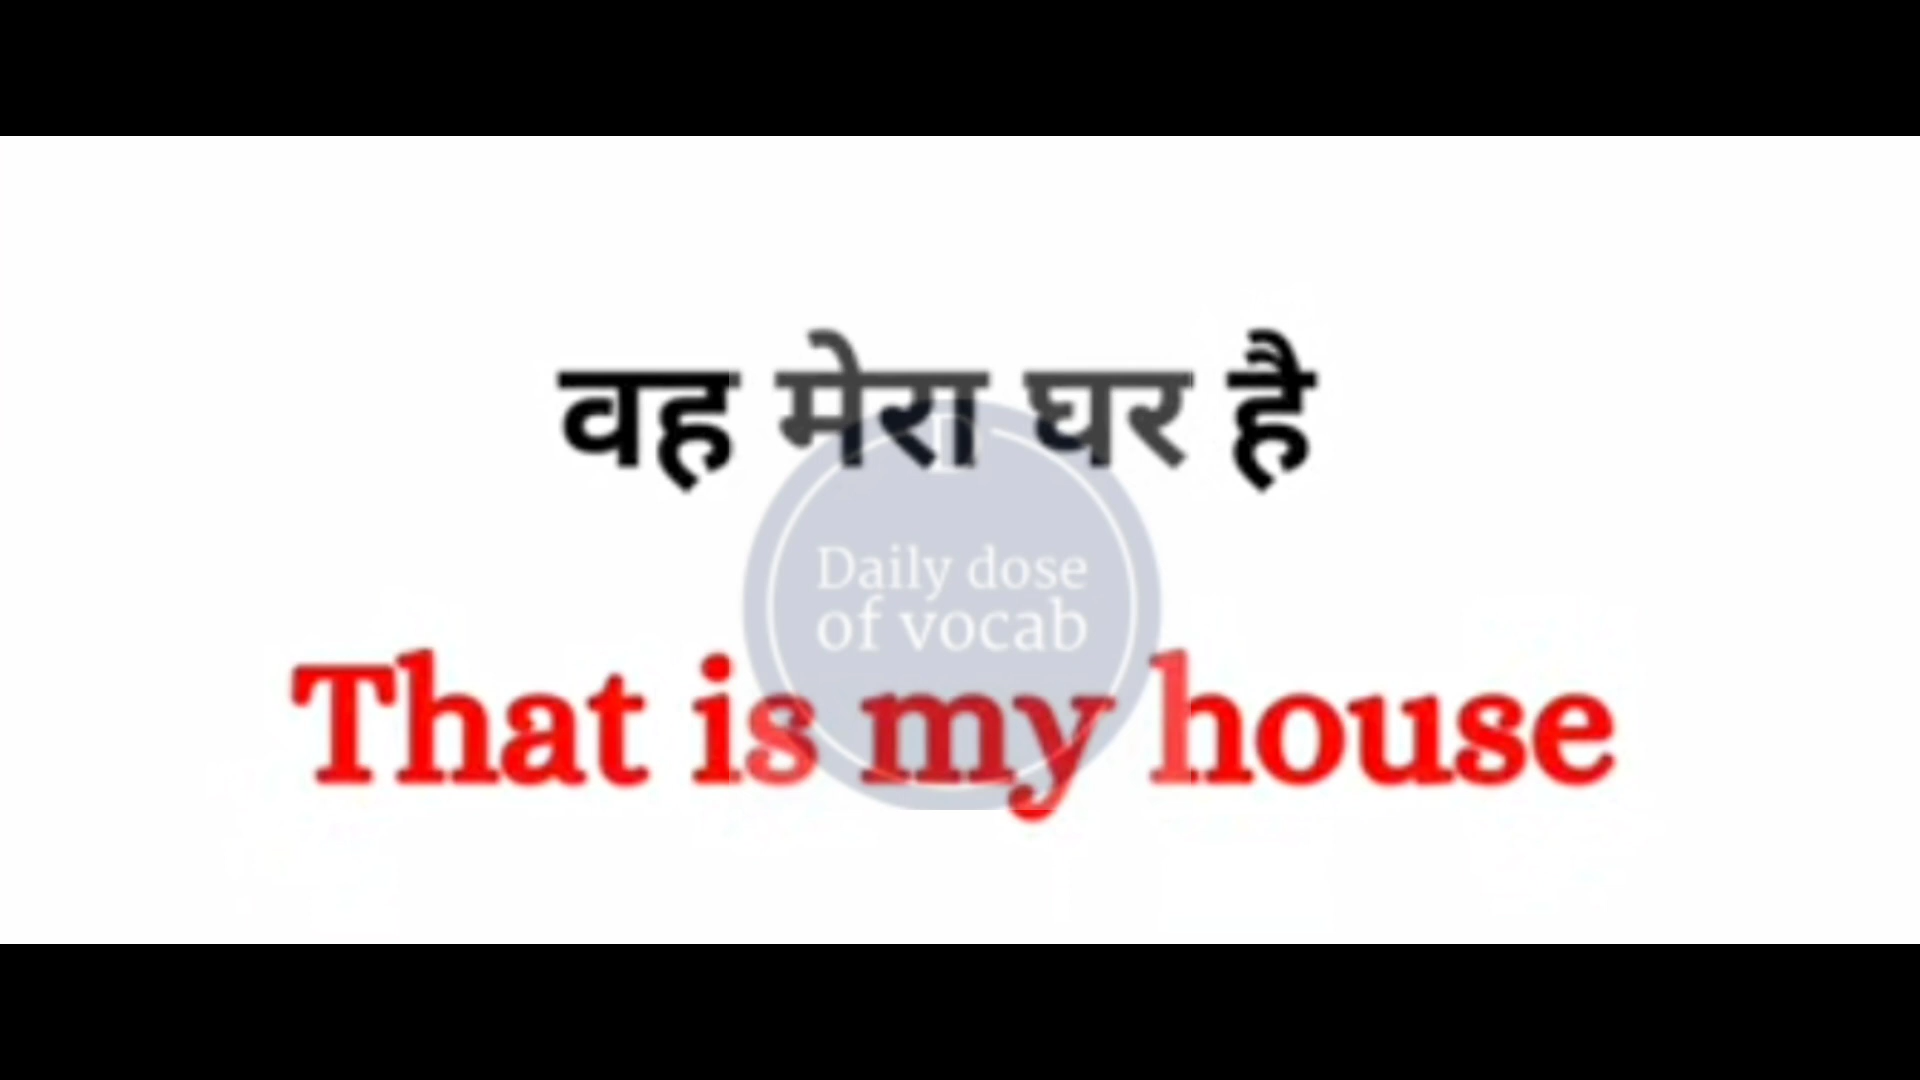 वह मेरा घर है
Daily dose
of vocab
That is my house